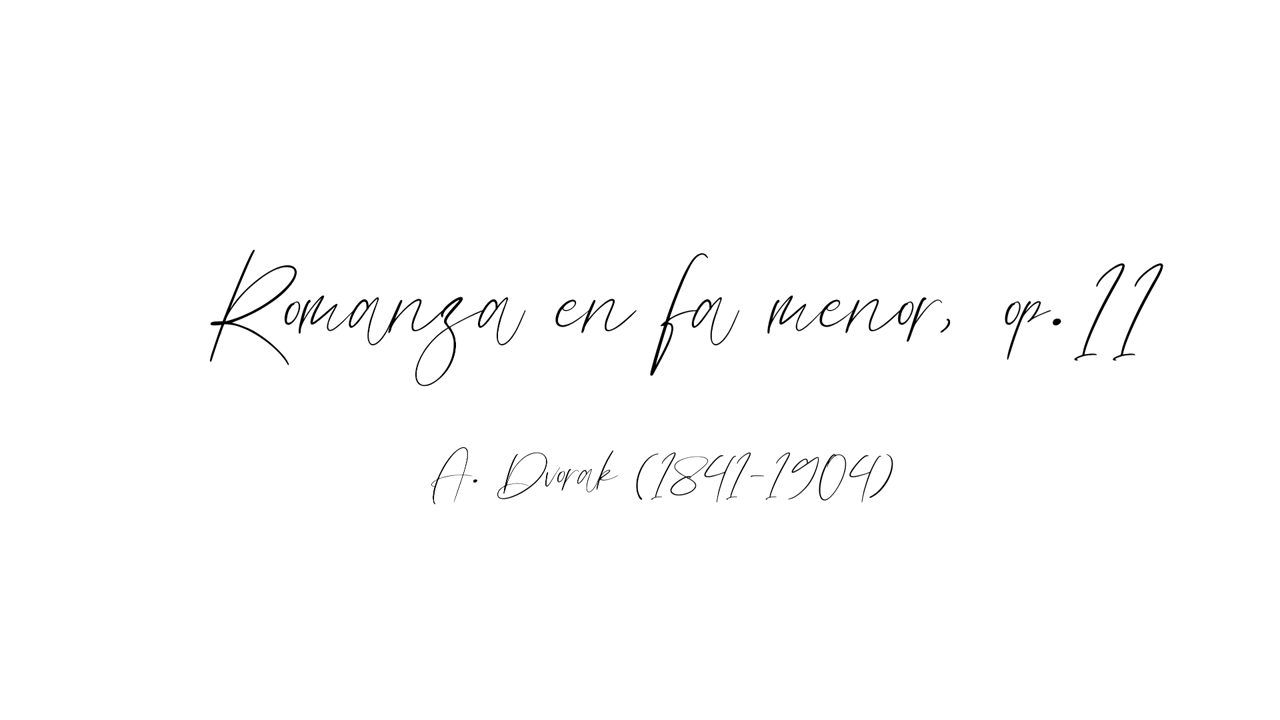 Romanza en fa menor, op. 11
A. Dvorak (1841-1904)